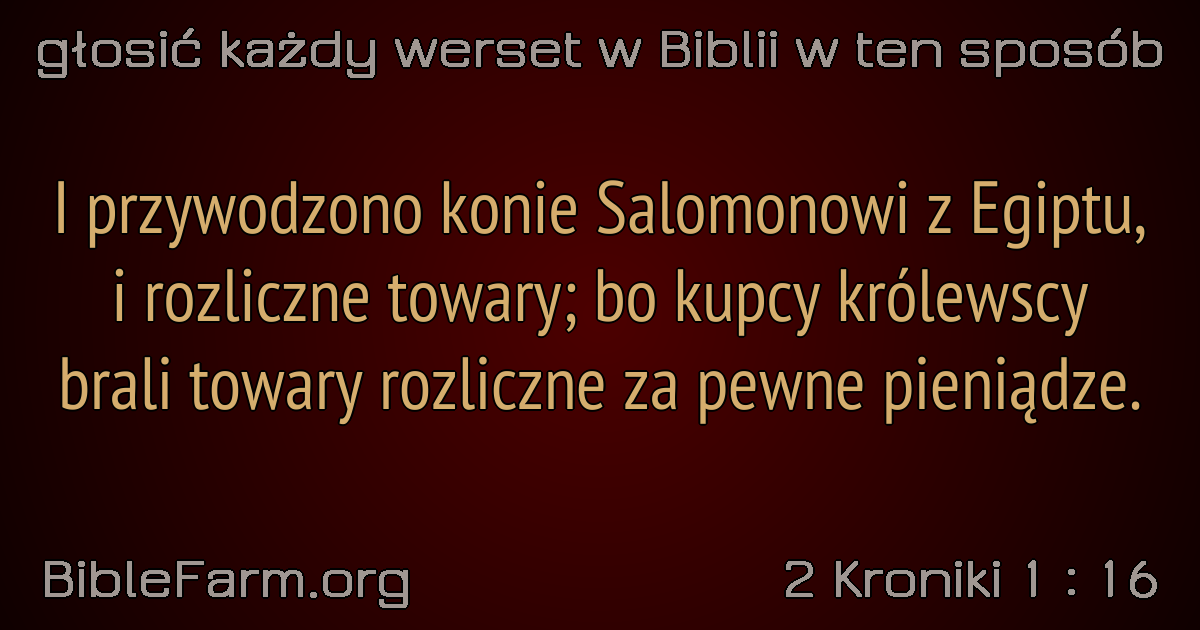 głosić każdy werset w Biblii w ten sposób
I przywodzono konie Salomonowi z Egiptu,
i rozliczne towary; bo kupcy królewscy
brali towary rozliczne za pewne pieniądze.
BibleFarm.org
2 Kroniki 1 : 16